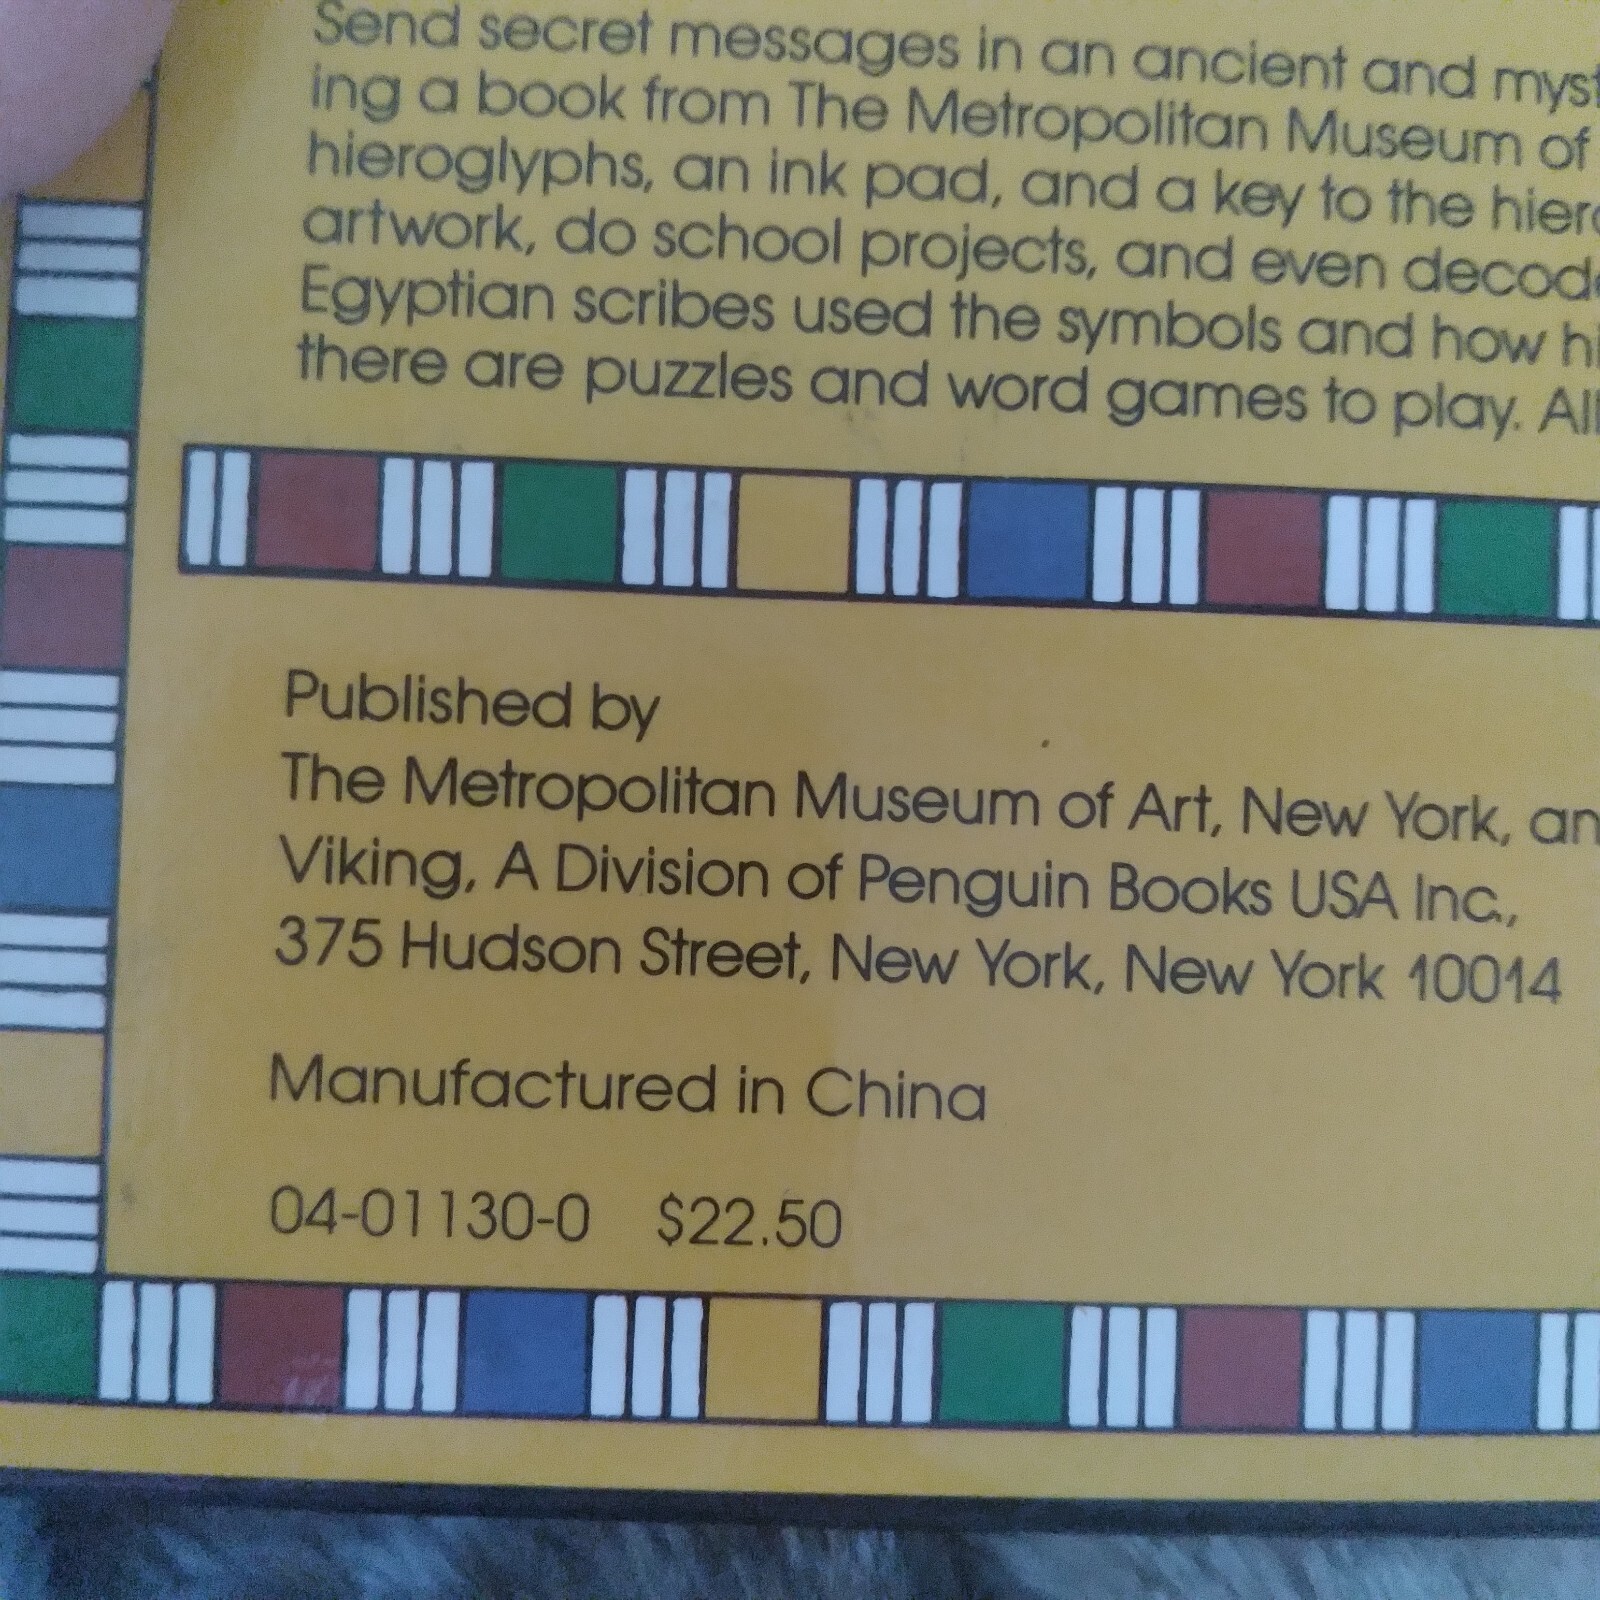 Send secret messages in an ancient and myst
ing a book from The Metropolitan Museum of
hieroglyphs, an ink pad, and a key to the hiero
artwork, do school projects, and even decod
Egyptian scribes used the symbols and how hi
there are puzzles and word games to play. All
Published by
The Metropolitan Museum of Art, New York, an
Viking, A Division of Penguin Books USA Inc.,
375 Hudson Street, New York, New York 10014
Manufactured in China
04-01130-0 $22.50